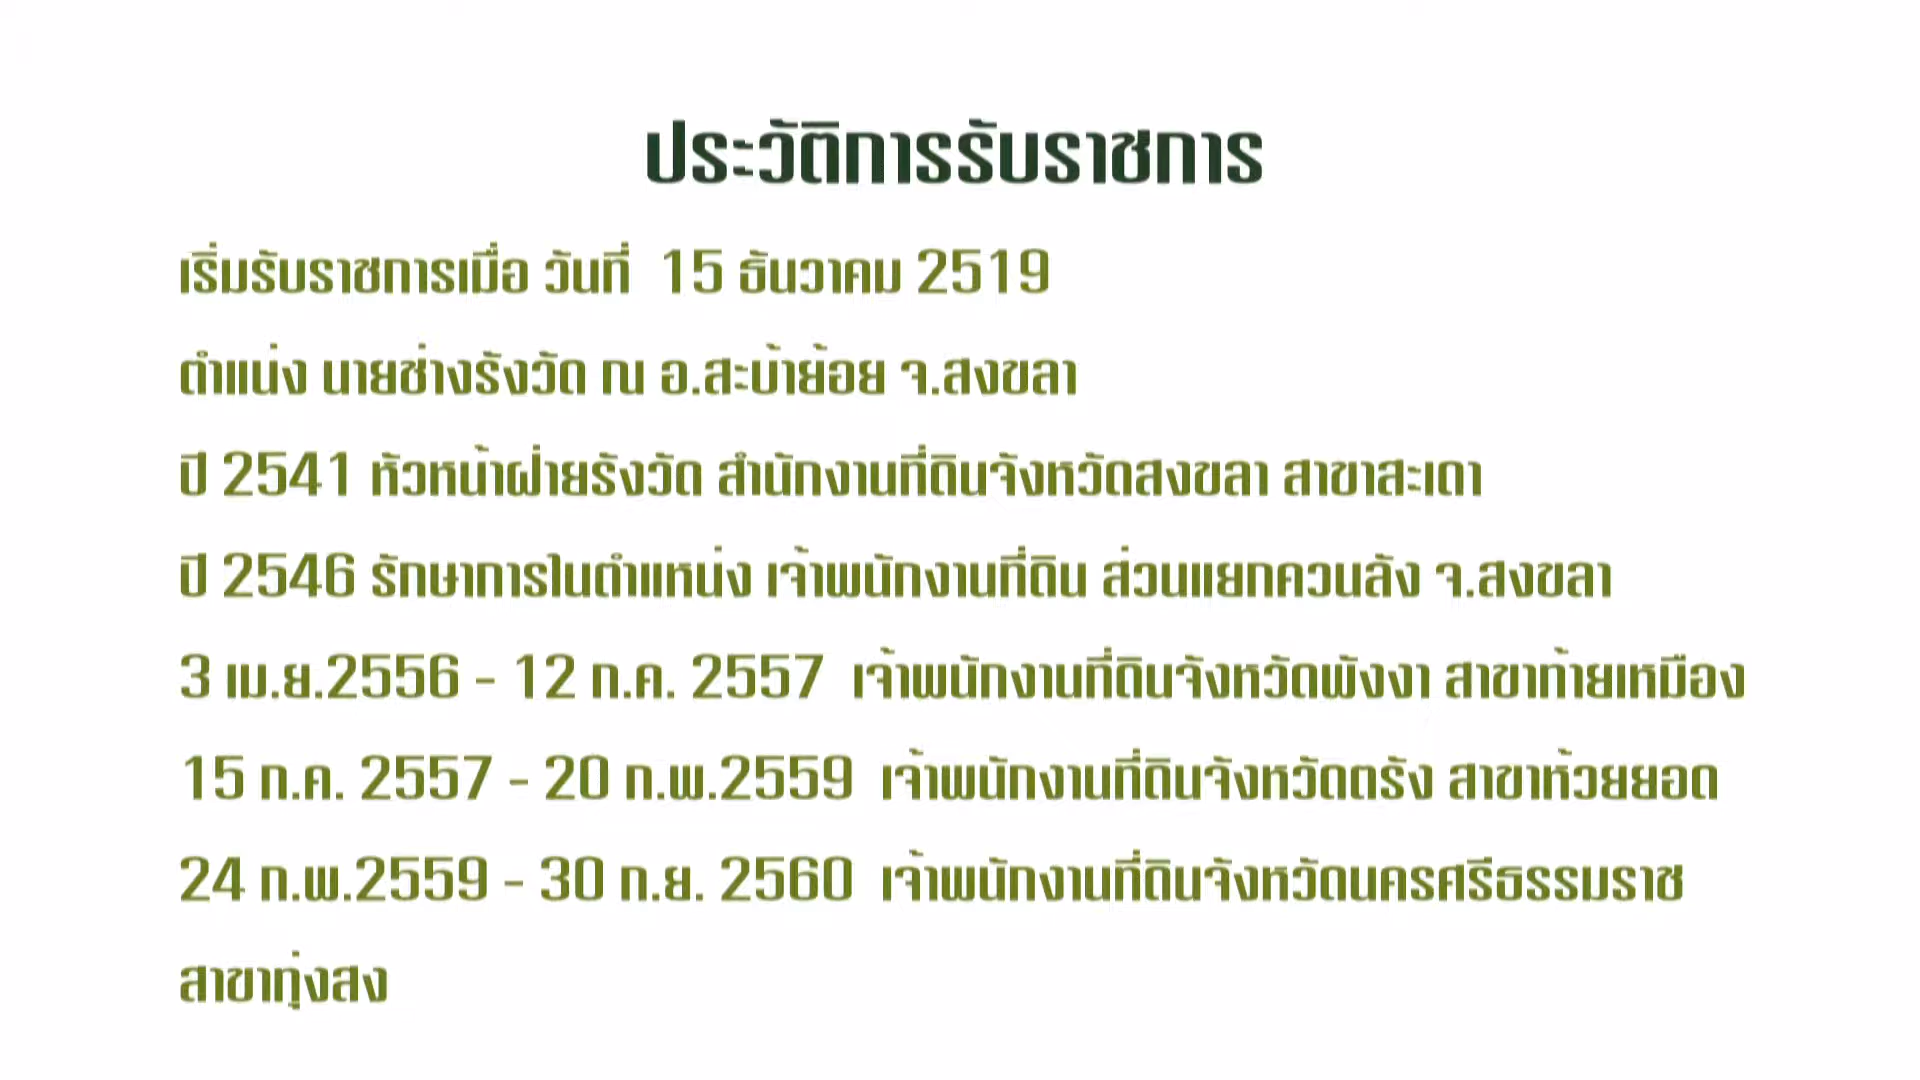 ประวัติการรับราชการ
เริ่มรับราชการเมื่อ วันที่  15 ธันวาคม 2519
ตำแน่ง นายช่างรังวัด ณ อ.สะบ้าย้อย จ.สงขลา
ปี 2541 หัวหน้าฝ่ายรังวัด สำนักงานที่ดินจังหวัดสงขลา สาขาสะเดา
ปี 2546 รักษาการในตำแหน่ง เจ้าพนักงานที่ดิน ส่วนแยกควนลัง จ.สงขลา
3 เม.ย.2556 - 12 ก.ค. 2557  เจ้าพนักงานที่ดินจังหวัดพังงา สาขาท้ายเหมือง
15 ก.ค. 2557 - 20 ก.พ.2559  เจ้าพนักงานที่ดินจังหวัดตรัง สาขาห้วยยอด
24 ก.พ.2559 - 30 ก.ย. 2560  เจ้าพนักงานที่ดินจังหวัดนครศรีธรรมราช
สาขาทุ่งสง